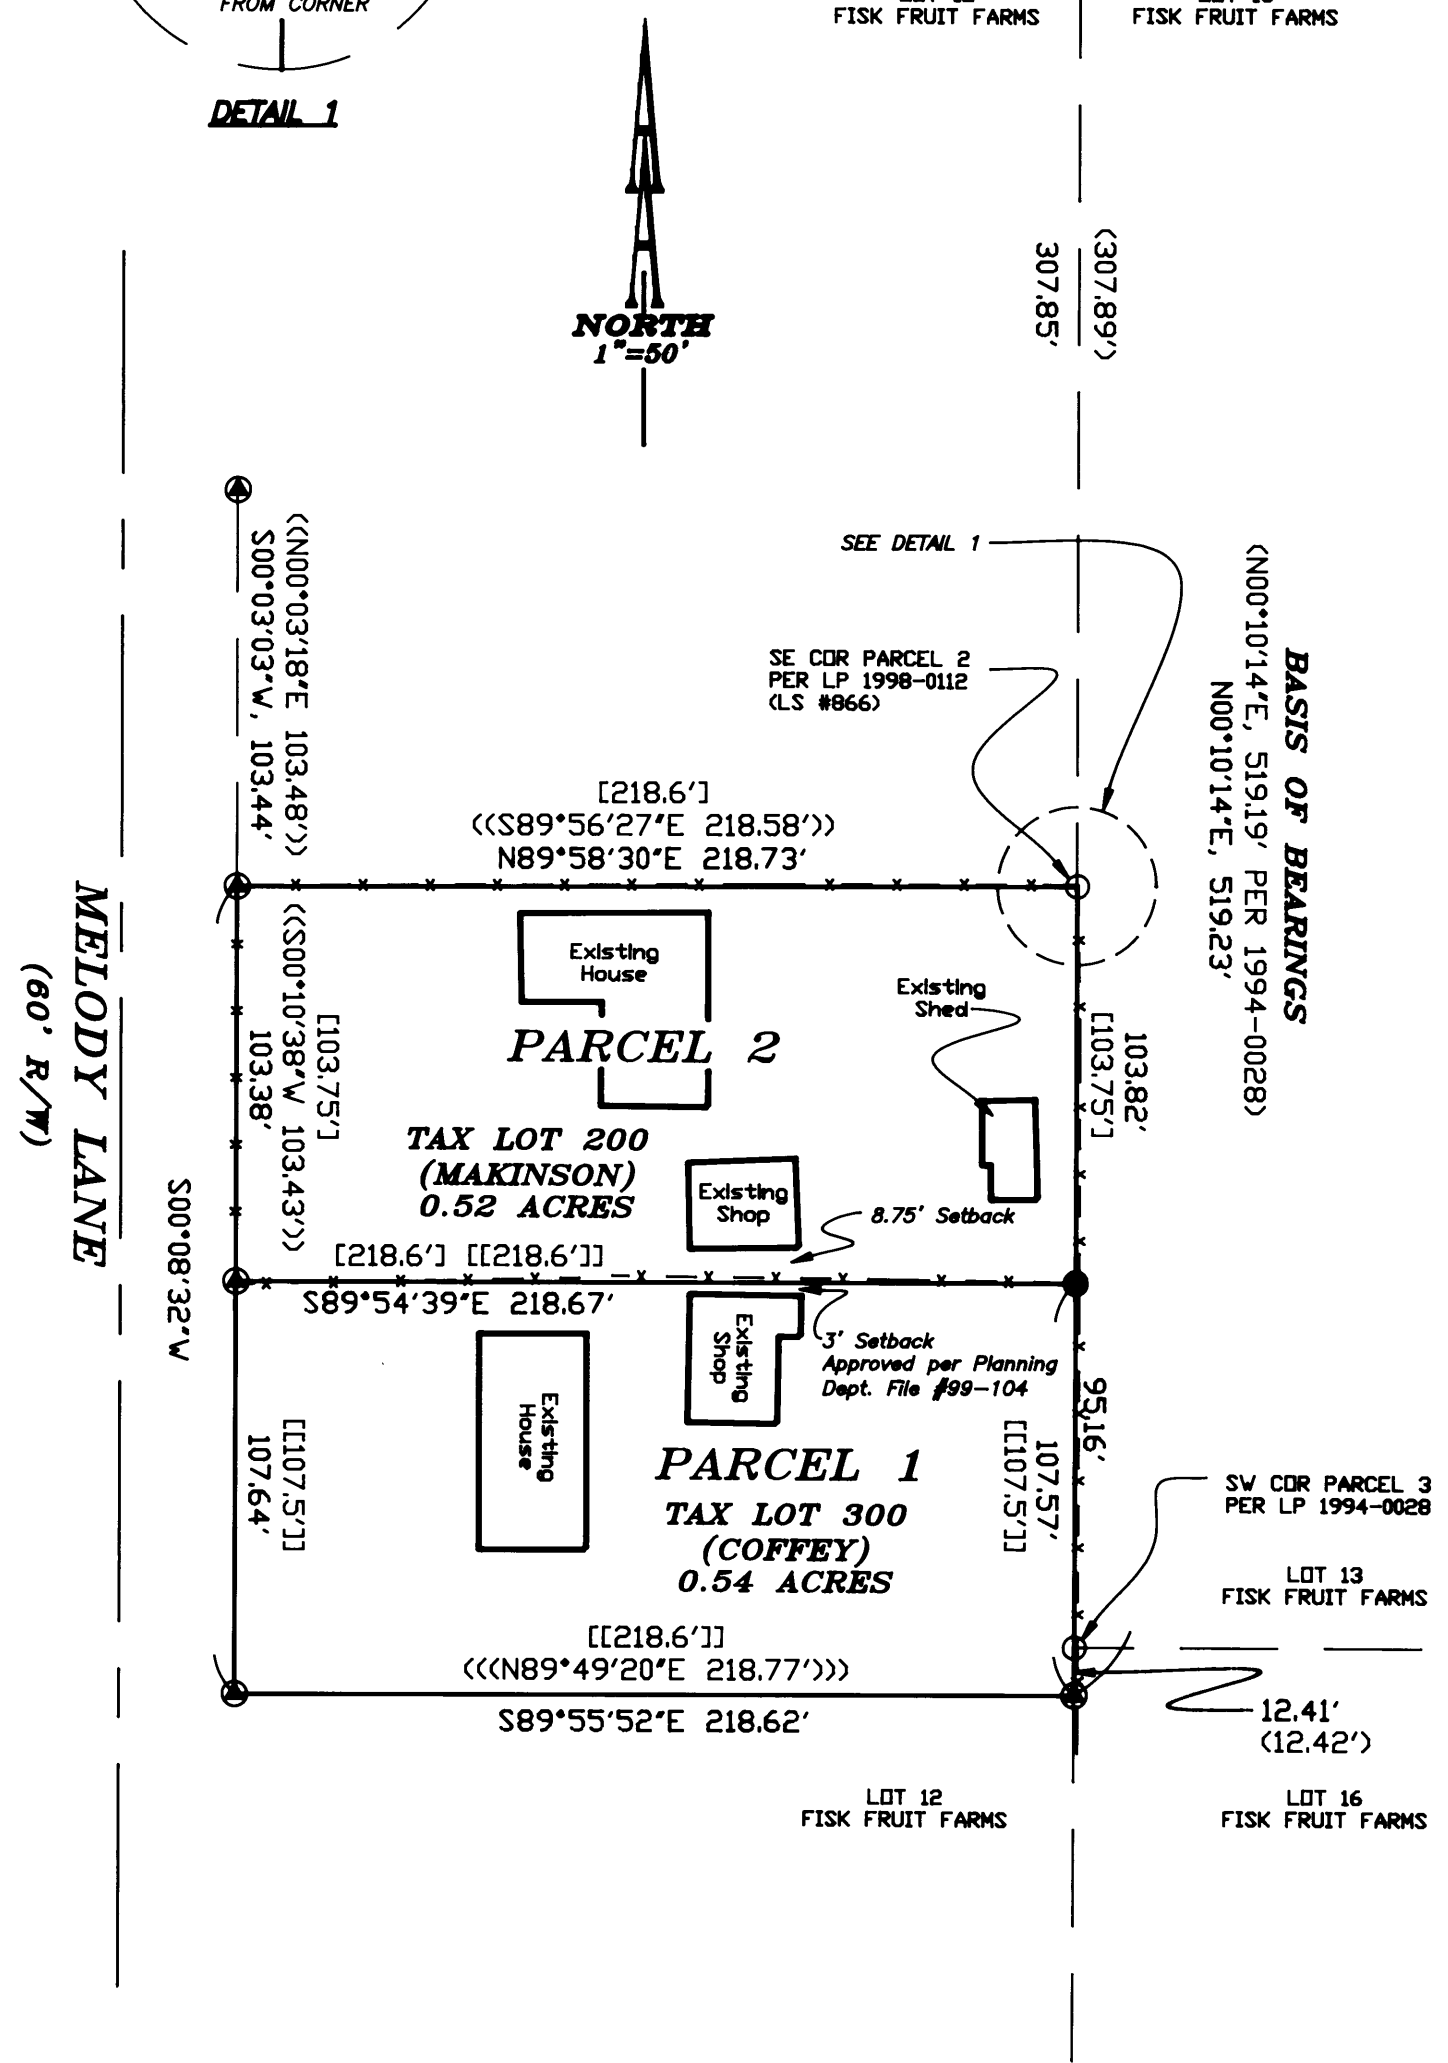 FROM CORNER
DETAIL 1
FISK FRUIT FARMS
FISK FRUIT FARMS
NORTH
1"=50'
(307.89')
307.85'
SEE DETAIL 1
SE COR PARCEL 2
PER LP 1998-0112
(LS #866)
BASIS OF BEARINGS
(N00°10'14"E, 519.19' PER 1994-0028)
N00°10'14"E, 519.23'
((N00°03'18"E 103.48'))
S00°03'03"W, 103.44'
[218.6']
((S89°56'27"E 218.58'))
N89°58'30"E 218.73'
Existing
House
Existing
Shed
PARCEL 2
103.82'
[103.75']
[103.75']
((S00°10'38"W 103.43'))
103.38'
TAX LOT 200
(MAKINSON)
0.52 ACRES
Existing
Shop
8.75' Setback
MELODY LANE
(60' R/W)
S00°08'32"W
[218.6'] [[218.6']]
S89°54'39"E 218.67'
Existing
Shop
3' Setback
Approved per Planning
Dept. File #99-104
Existing
House
95.16'
107.57'
[[107.5']]
[[107.5']]
107.64'
PARCEL 1
TAX LOT 300
(COFFEY)
0.54 ACRES
SW COR PARCEL 3
PER LP 1994-0028
LOT 13
FISK FRUIT FARMS
[[218.6']]
(((N89°49'20"E 218.77')))
S89°55'52"E 218.62'
12.41'
(12.42')
LOT 12
FISK FRUIT FARMS
LOT 16
FISK FRUIT FARMS